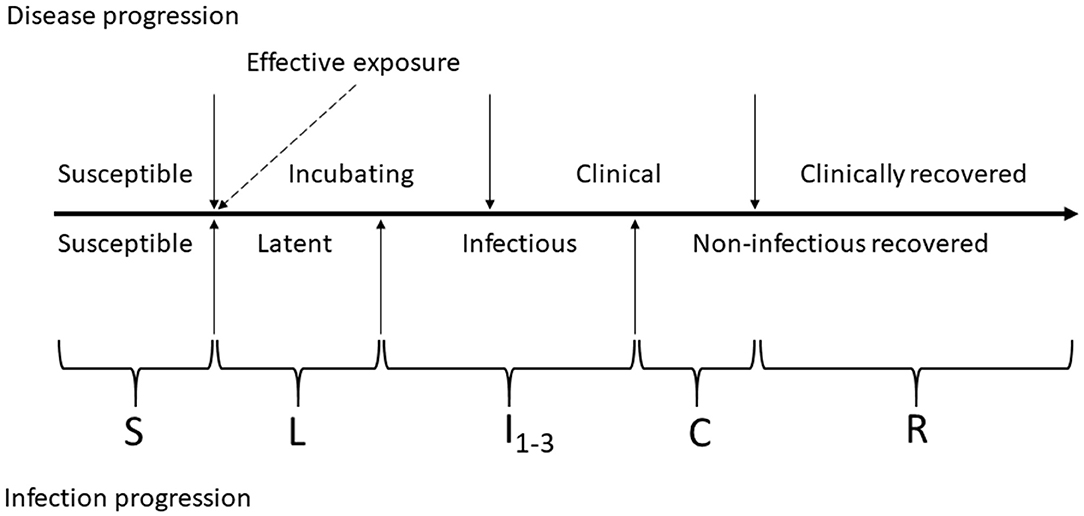 Disease progression
Effective exposure
Susceptible Incubating Clinical Clinically recovered
Susceptible Latent Infectious Non-infectious recovered
S L I1-3 C R
Infection progression